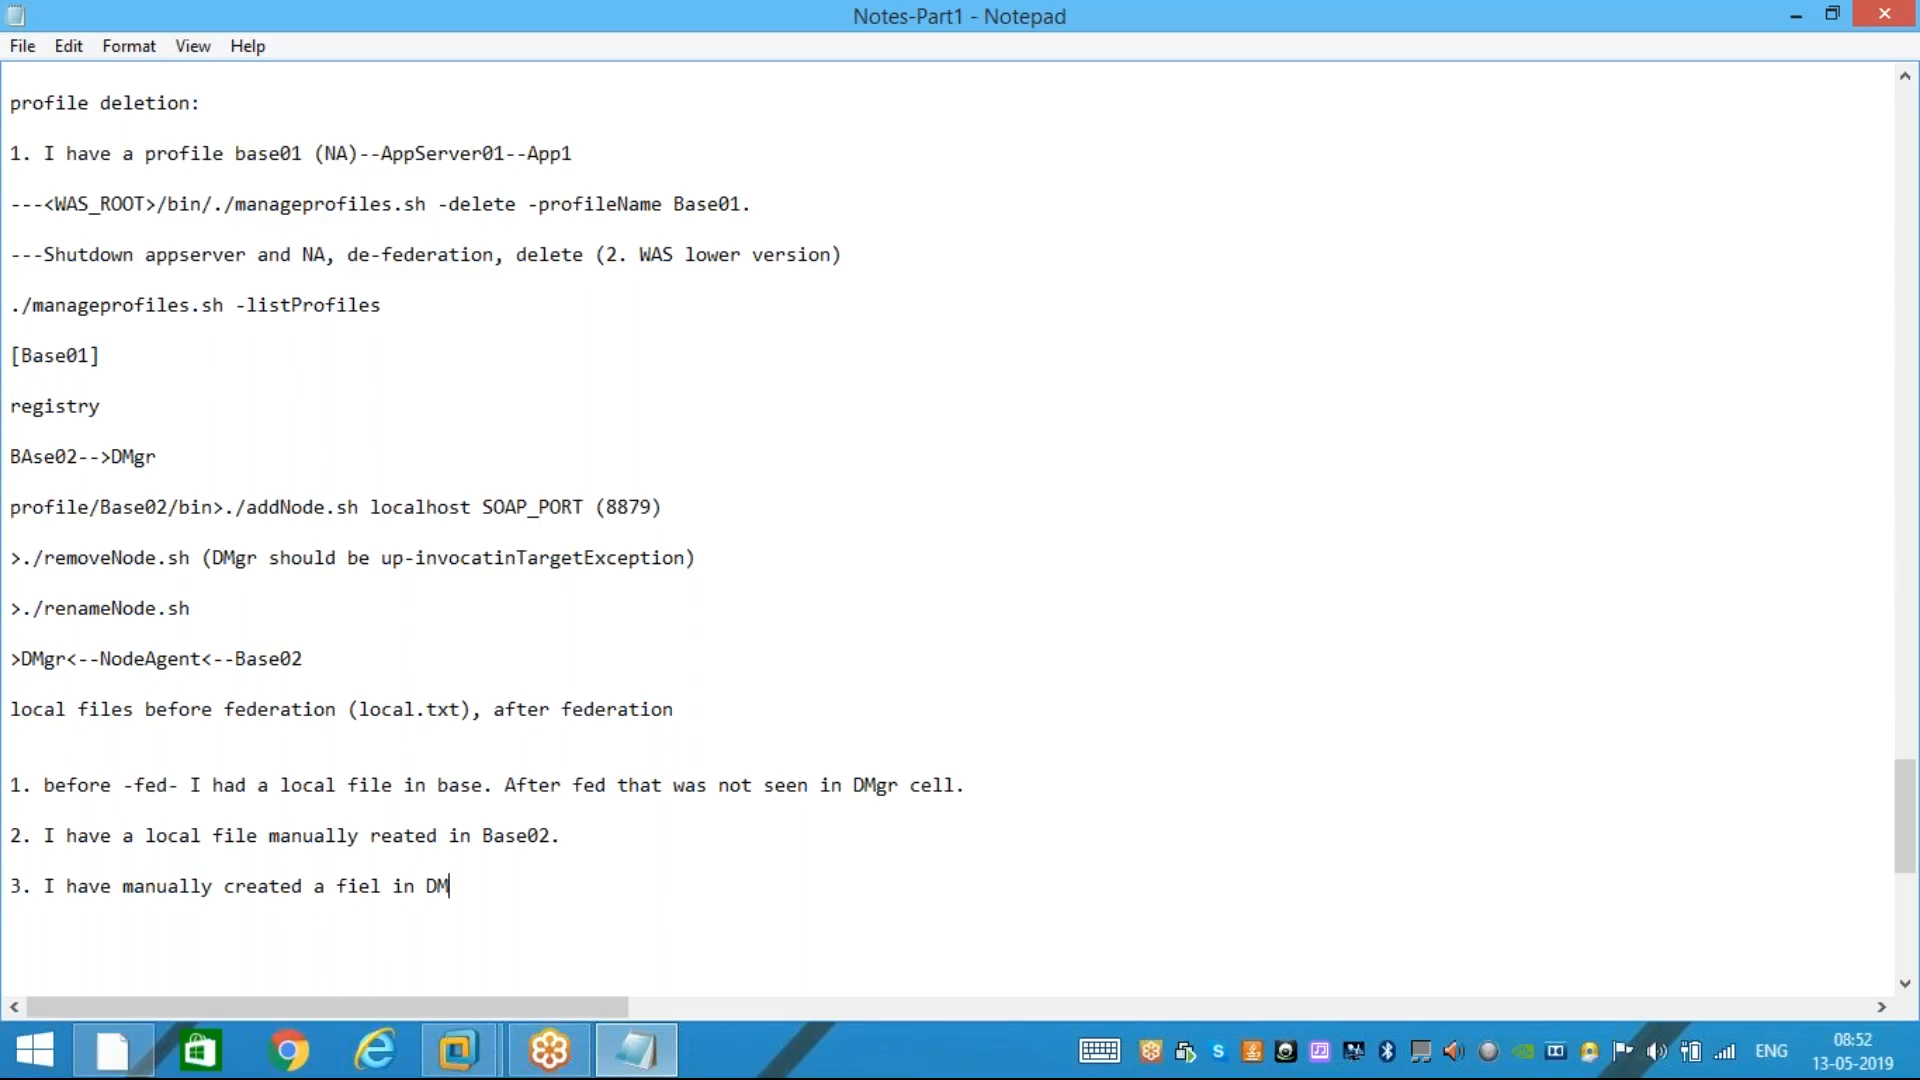 Notes-Part1 - Notepad
File Edit Format View Help
profile deletion:
1. I have a profile base01 (NA)--AppServer01--App1
---<WAS_ROOT>/bin/./manageprofiles.sh -delete -profileName Base01.
---Shutdown appserver and NA, de-federation, delete (2. WAS lower version)
./manageprofiles.sh -listProfiles
[Base01]
registry
BAse02-->DMgr
profile/Base02/bin>./addNode.sh localhost SOAP_PORT (8879)
>./removeNode.sh (DMgr should be up-invocatinTargetException)
>./renameNode.sh
>DMgr<--NodeAgent<--Base02
local files before federation (local.txt), after federation
1. before -fed- I had a local file in base. After fed that was not seen in DMgr cell.
2. I have a local file manually reated in Base02.
3. I have manually created a fiel in DM
ENG
08:52
13-05-2019